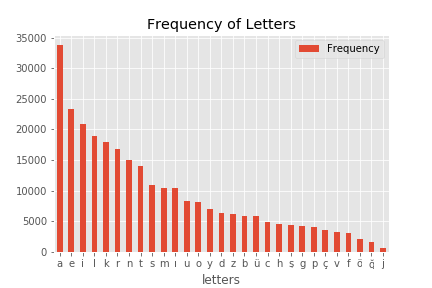 Frequency of Letters
35000
30000
25000
20000
15000
10000
5000
0
Frequency
a e i l k r n t s m ı u o y d z b ü c h ş g p ç v f ö ğ j
letters